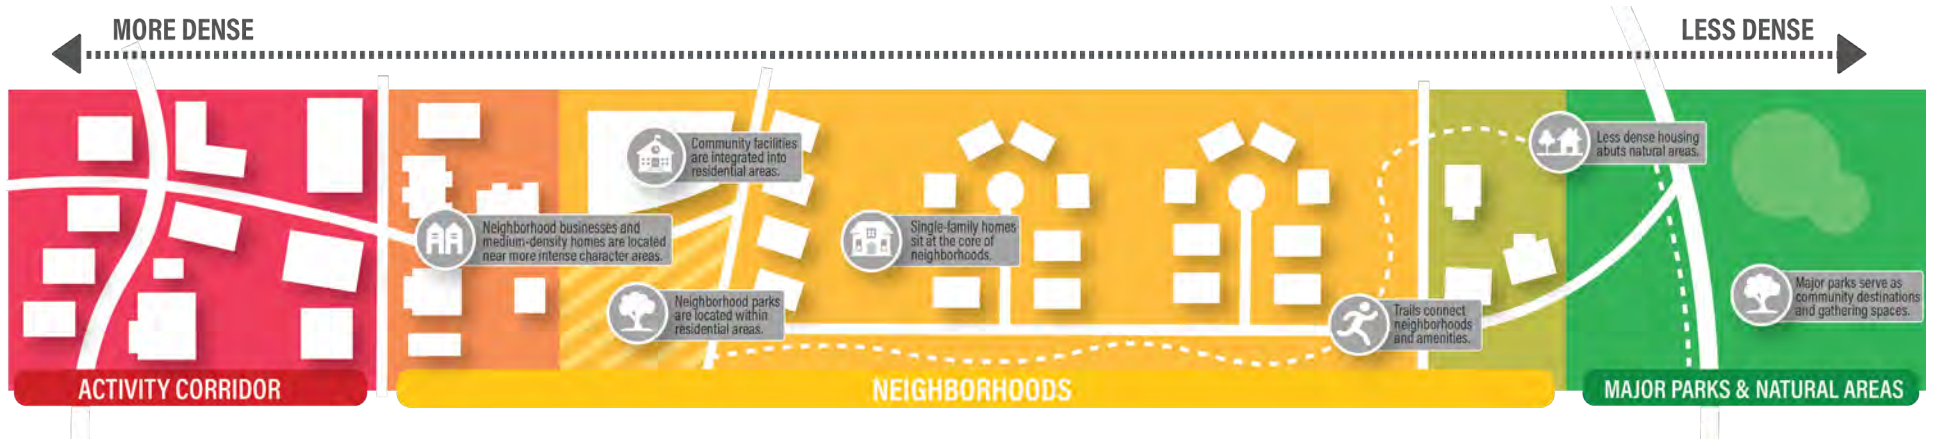 MORE DENSE
LESS DENSE
Community facilities
are integrated into
residential areas.
Less dense housing
abuts natural areas.
Neighborhood businesses and
medium-density homes are located
near more intense character areas.
Single-family homes
sit at the core of
neighborhoods.
Neighborhood parks
are located within
residential areas.
Trails connect
neighborhoods
and amenities.
Major parks serve as
community destinations
and gathering spaces.
ACTIVITY CORRIDOR
NEIGHBORHOODS
MAJOR PARKS & NATURAL AREAS